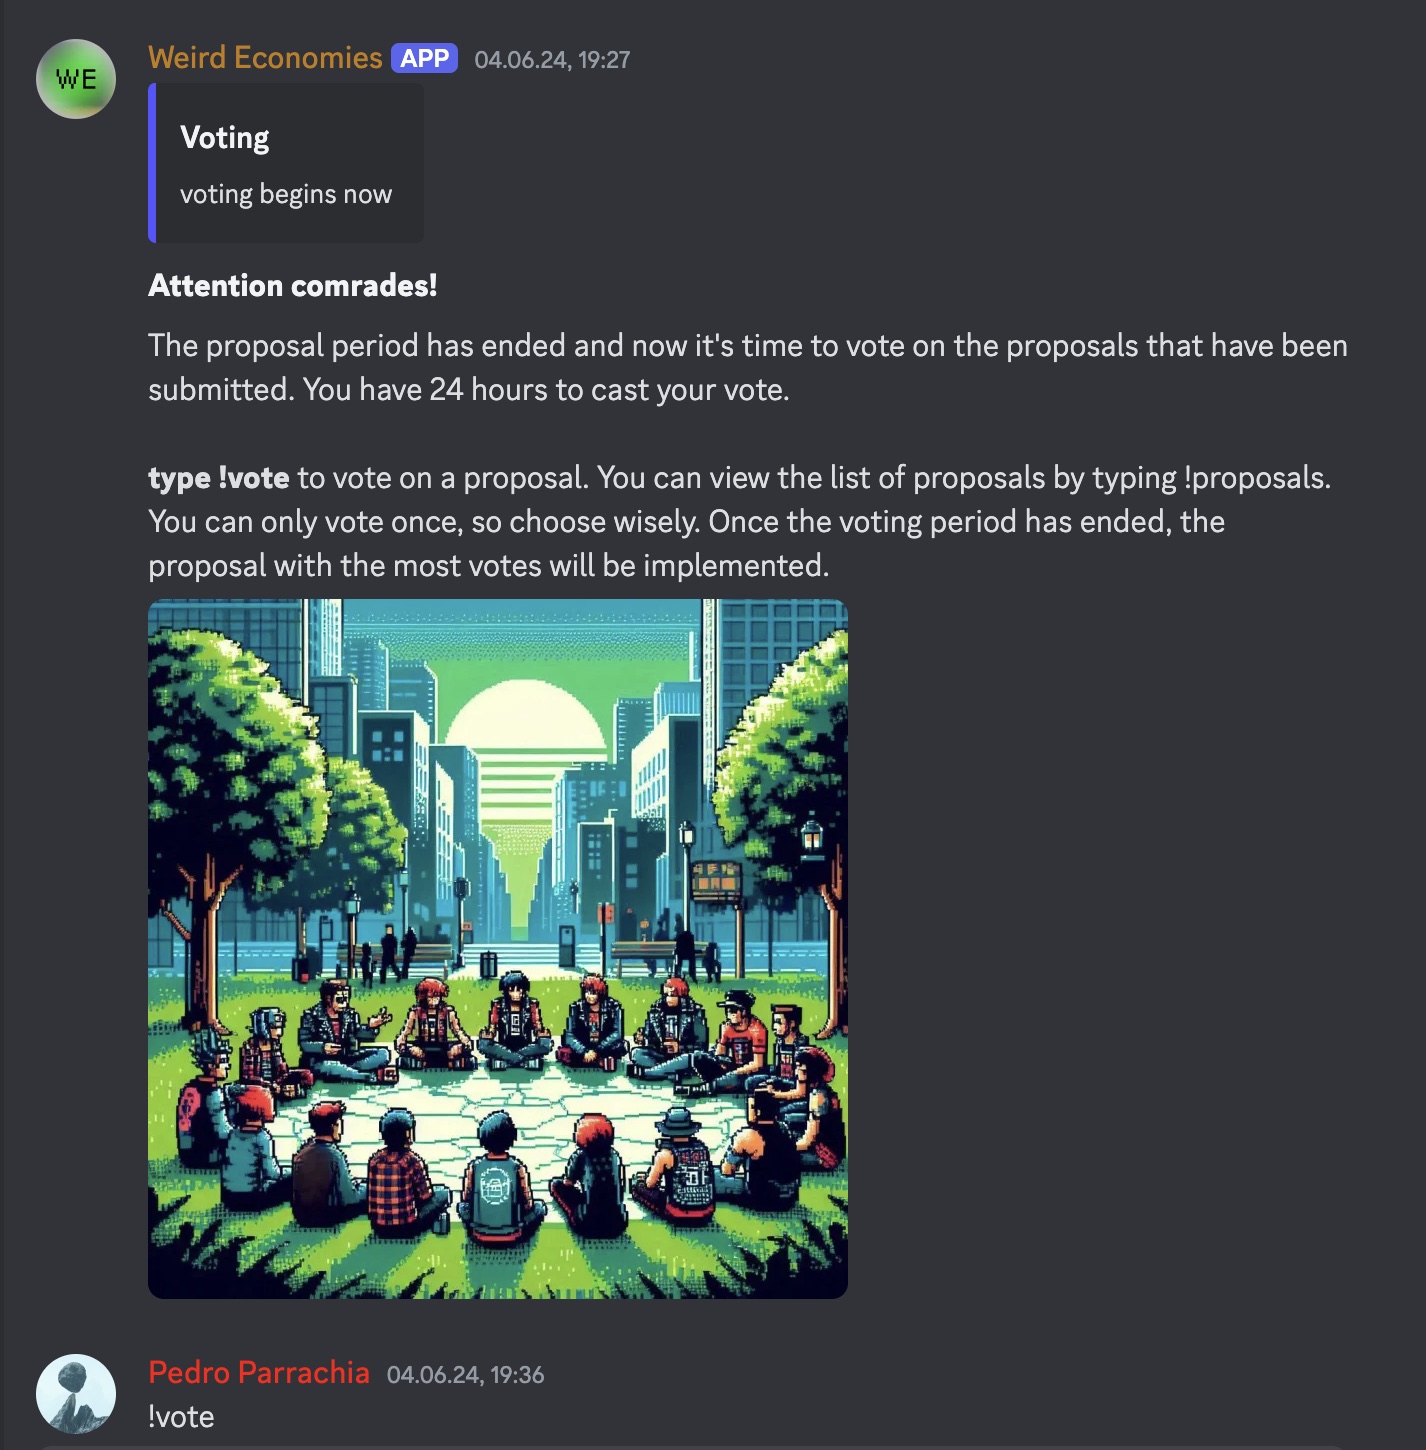 WE
Weird Economies APP 04.06.24, 19:27
Voting
voting begins now
Attention comrades!
The proposal period has ended and now it's time to vote on the proposals that have been
submitted. You have 24 hours to cast your vote.
type !vote to vote on a proposal. You can view the list of proposals by typing !proposals.
You can only vote once, so choose wisely. Once the voting period has ended, the
proposal with the most votes will be implemented.
Pedro Parrachia 04.06.24, 19:36
!vote